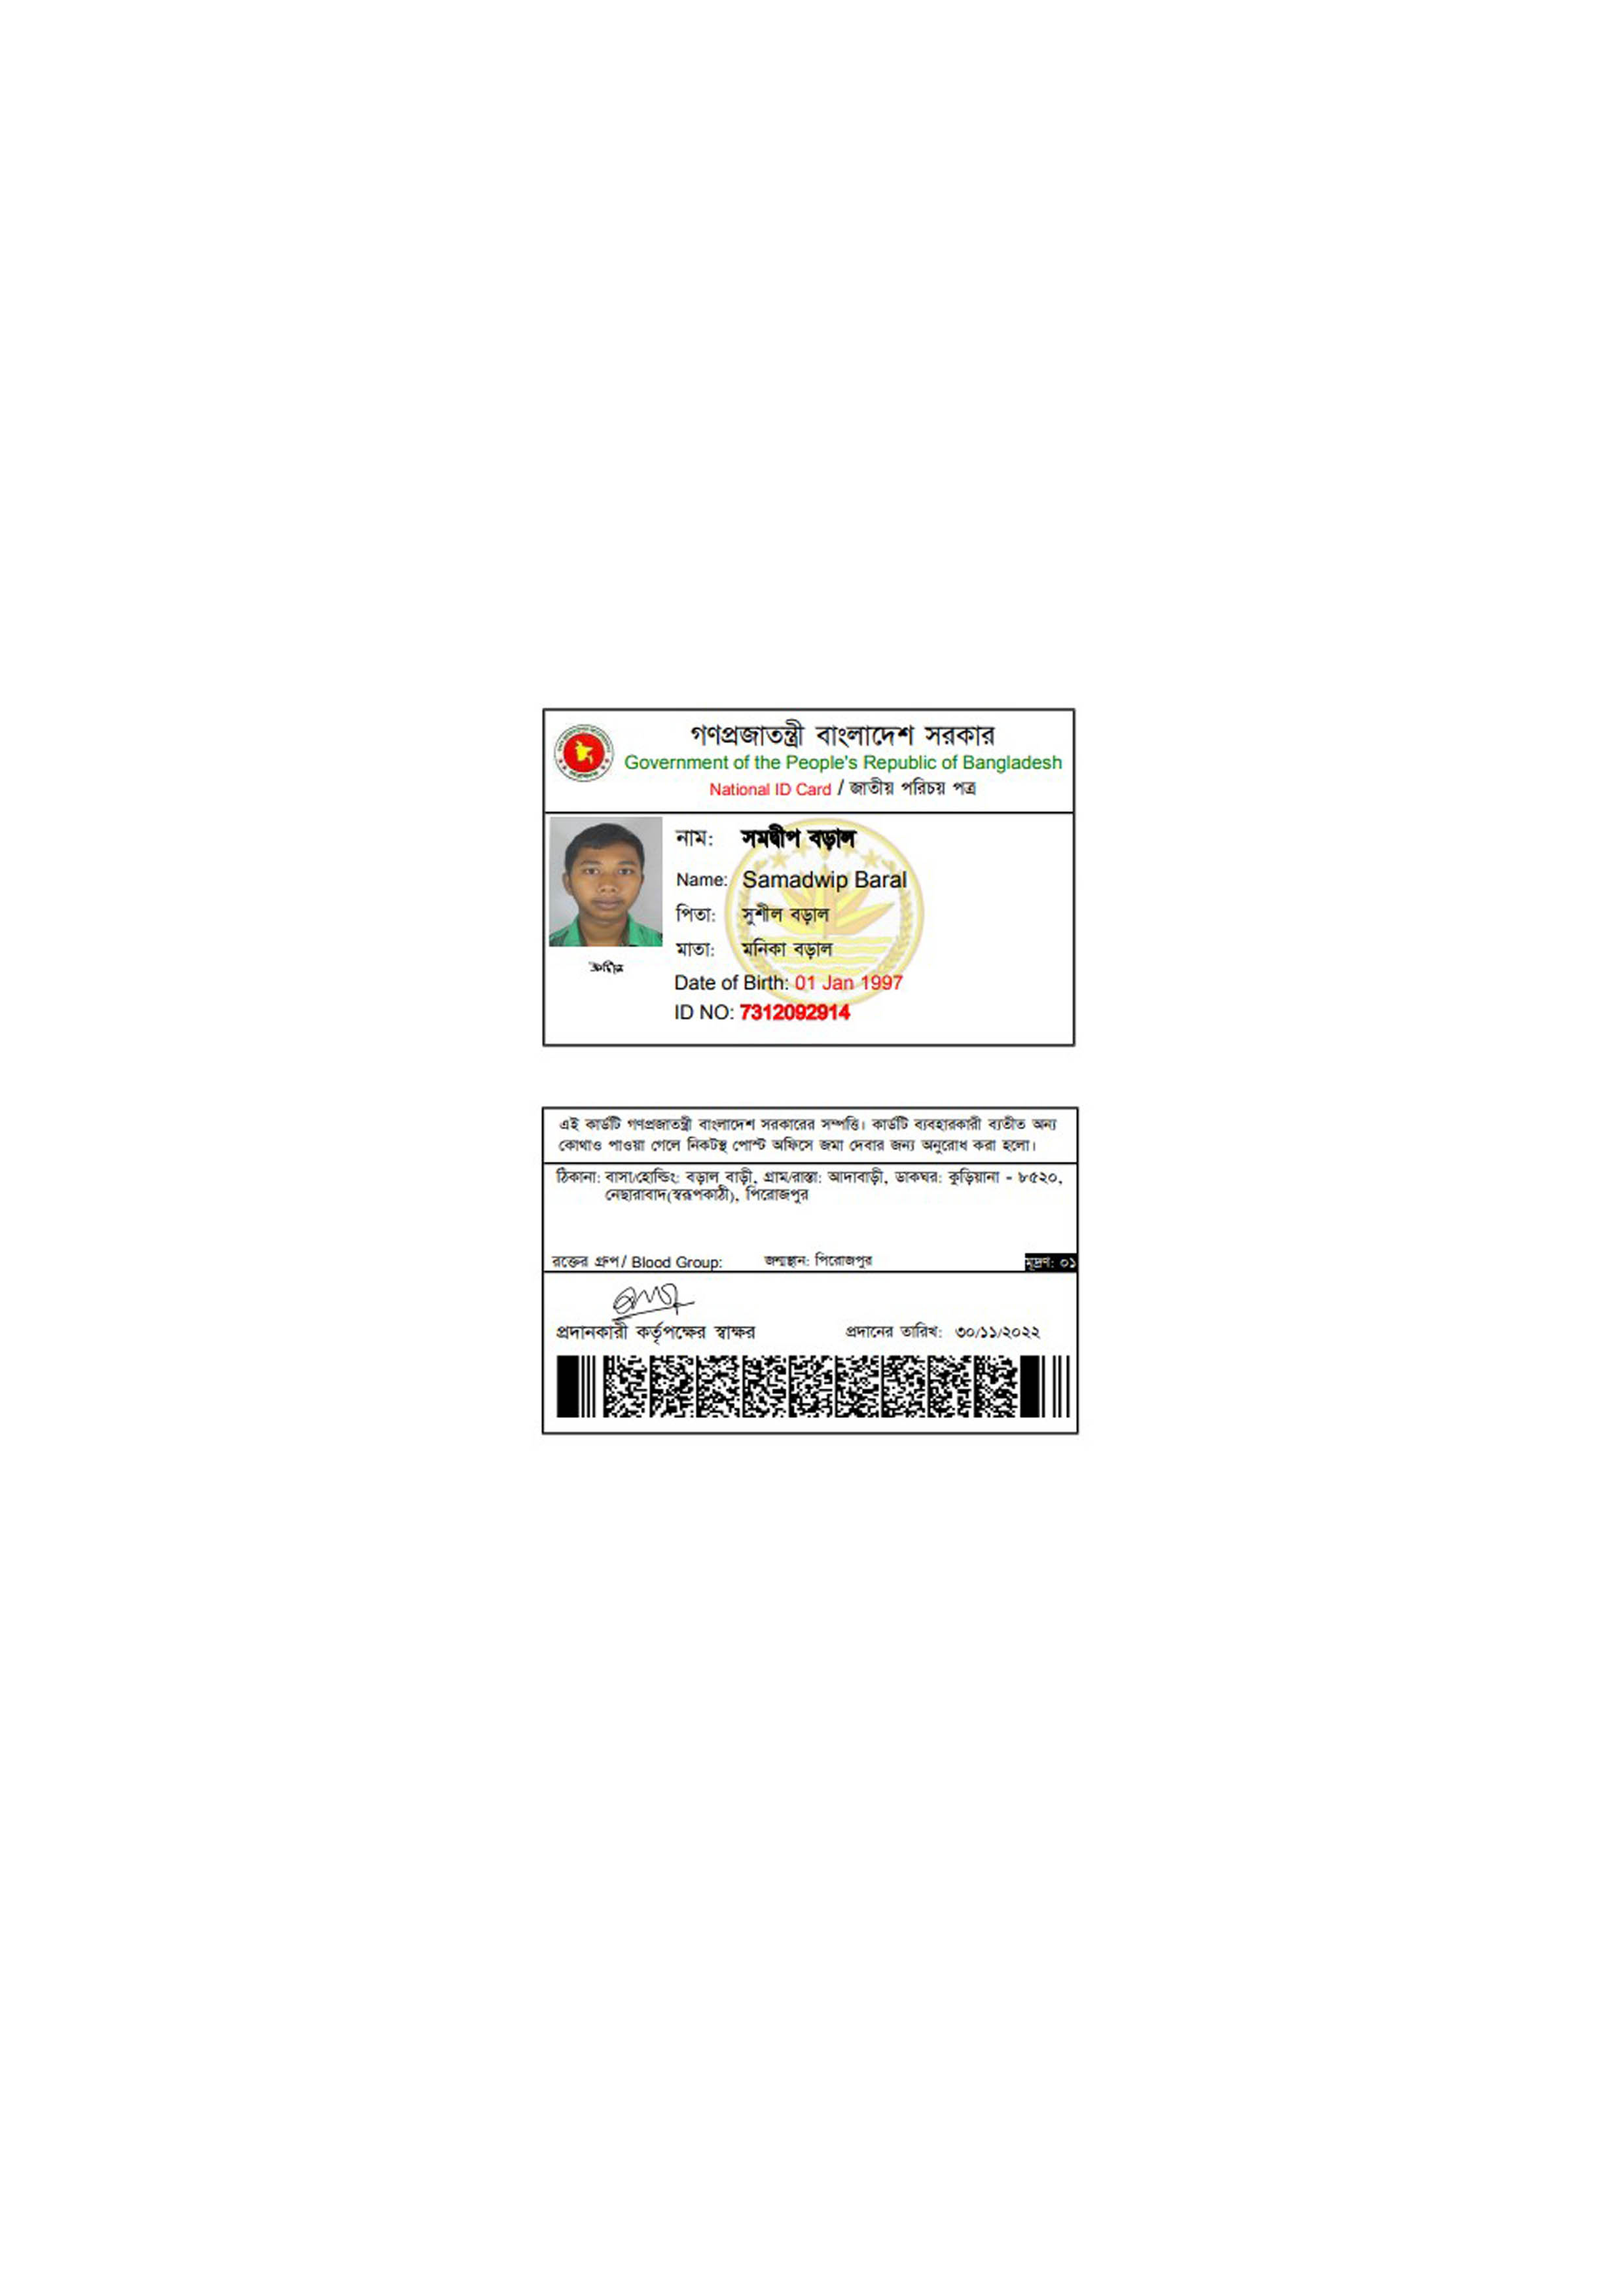 গণপ্রজাতন্ত্রী বাংলাদেশ সরকার
Government of the People's Republic of Bangladesh
National ID Card / জাতীয় পরিচয় পত্র
নাম: সমদ্বীপ বড়াল
Name: Samadwip Baral
পিতা: সুশীল বড়াল
মাতা: মনিকা বড়াল
Date of Birth: 01 Jan 1997
ID NO: 7312092914
এই কার্ডটি গণপ্রজাতন্ত্রী বাংলাদেশ সরকারের সম্পত্তি। কার্ডটি ব্যবহারকারী ব্যতীত অন্য
কোথাও পাওয়া গেলে নিকটস্থ পোস্ট অফিসে জমা দেবার জন্য অনুরোধ করা হলো।
ঠিকানা: বাসা/হোল্ডিং: বড়াল বাড়ী, গ্রাম/রাস্তা: আদাবাড়ী, ডাকঘর: কুড়িয়ানা - ৮৫২০,
নেছারাবাদ(স্বরূপকাঠী), পিরোজপুর
রক্তের গ্রুপ/ Blood Group: জন্মস্থান: পিরোজপুর মূদ্রণ: ০১
প্রদানকারী কর্তৃপক্ষের স্বাক্ষর প্রদানের তারিখ: ৩০/১১/২০২২